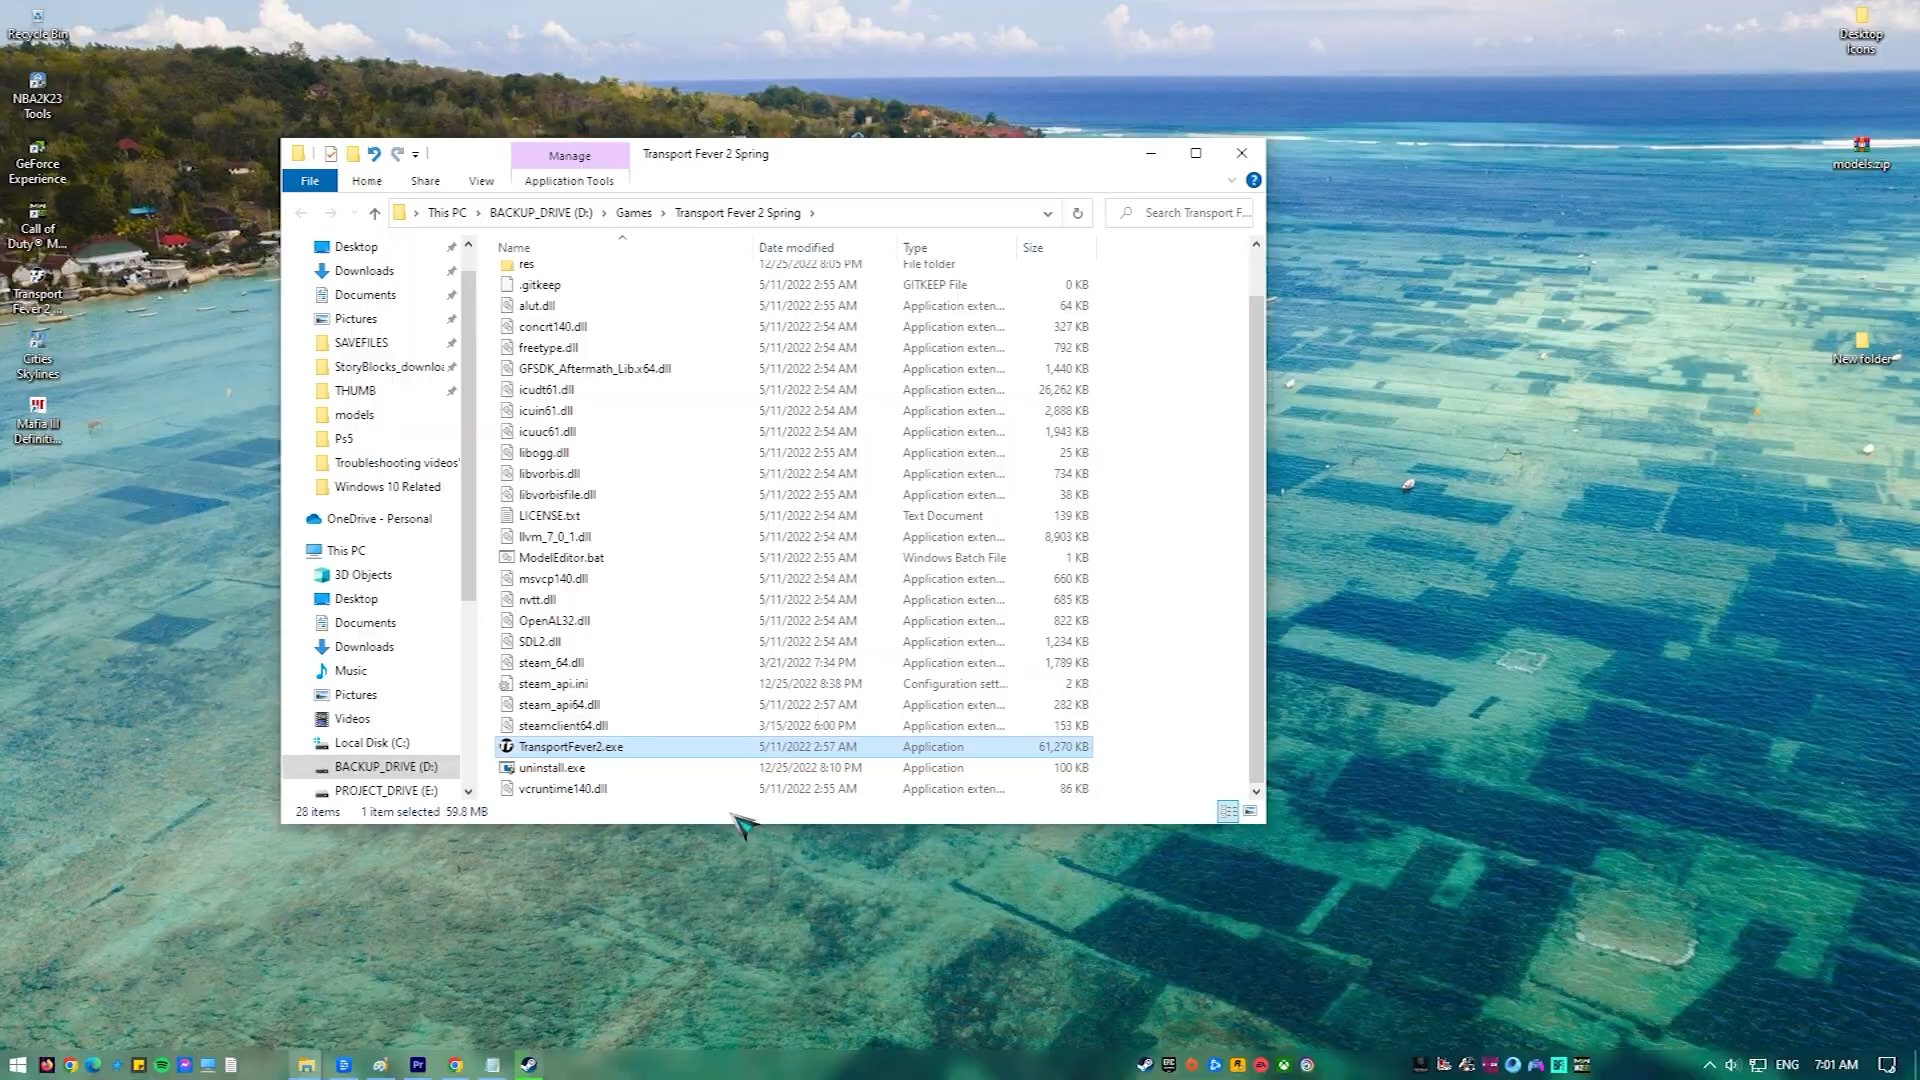 Recycle Bin
NBA2K23
Tools
GeForce
Experience
Call of
Duty® M...
Transport
Fever 2 ...
Cities
Skylines
Mafia III
Definiti...
Desktop
Icons
models.zip
New folder
Manage
Transport Fever 2 Spring
File
Home
Share
View
Application Tools
This PC > BACKUP_DRIVE (D:) > Games > Transport Fever 2 Spring >
Search Transport F...
Desktop
Downloads
Documents
Pictures
SAVEFILES
StoryBlocks_downloa
THUMB
models
Ps5
Troubleshooting videos'
Windows 10 Related
OneDrive - Personal
This PC
3D Objects
Desktop
Documents
Downloads
Music
Pictures
Videos
Local Disk (C:)
BACKUP_DRIVE (D:)
PROJECT_DRIVE (E:)
Name Date modified Type Size
res 12/25/2022 8:05 PM File folder
.gitkeep 5/11/2022 2:55 AM GITKEEP File 0 KB
alut.dll 5/11/2022 2:55 AM Application exten... 64 KB
concrt140.dll 5/11/2022 2:54 AM Application exten... 327 KB
freetype.dll 5/11/2022 2:54 AM Application exten... 792 KB
GFSDK_Aftermath_Lib.x64.dll 5/11/2022 2:54 AM Application exten... 1,440 KB
icudt61.dll 5/11/2022 2:54 AM Application exten... 26,262 KB
icuin61.dll 5/11/2022 2:54 AM Application exten... 2,888 KB
icuuc61.dll 5/11/2022 2:54 AM Application exten... 1,943 KB
libogg.dll 5/11/2022 2:55 AM Application exten... 25 KB
libvorbis.dll 5/11/2022 2:54 AM Application exten... 734 KB
libvorbisfile.dll 5/11/2022 2:55 AM Application exten... 38 KB
LICENSE.txt 5/11/2022 2:54 AM Text Document 139 KB
llvm_7_0_1.dll 5/11/2022 2:54 AM Application exten... 8,903 KB
ModelEditor.bat 5/11/2022 2:55 AM Windows Batch File 1 KB
msvcp140.dll 5/11/2022 2:54 AM Application exten... 660 KB
nvtt.dll 5/11/2022 2:54 AM Application exten... 685 KB
OpenAL32.dll 5/11/2022 2:54 AM Application exten... 822 KB
SDL2.dll 5/11/2022 2:54 AM Application exten... 1,234 KB
steam_64.dll 3/21/2022 7:34 PM Application exten... 1,789 KB
steam_api.ini 12/25/2022 8:38 PM Configuration sett... 2 KB
steam_api64.dll 5/11/2022 2:57 AM Application exten... 282 KB
steamclient64.dll 3/15/2022 6:00 PM Application exten... 153 KB
TransportFever2.exe 5/11/2022 2:57 AM Application 61,270 KB
uninstall.exe 12/25/2022 8:10 PM Application 100 KB
vcruntime140.dll 5/11/2022 2:55 AM Application exten... 86 KB
28 items 1 item selected 59.8 MB
Pr
ENG
7:01 AM